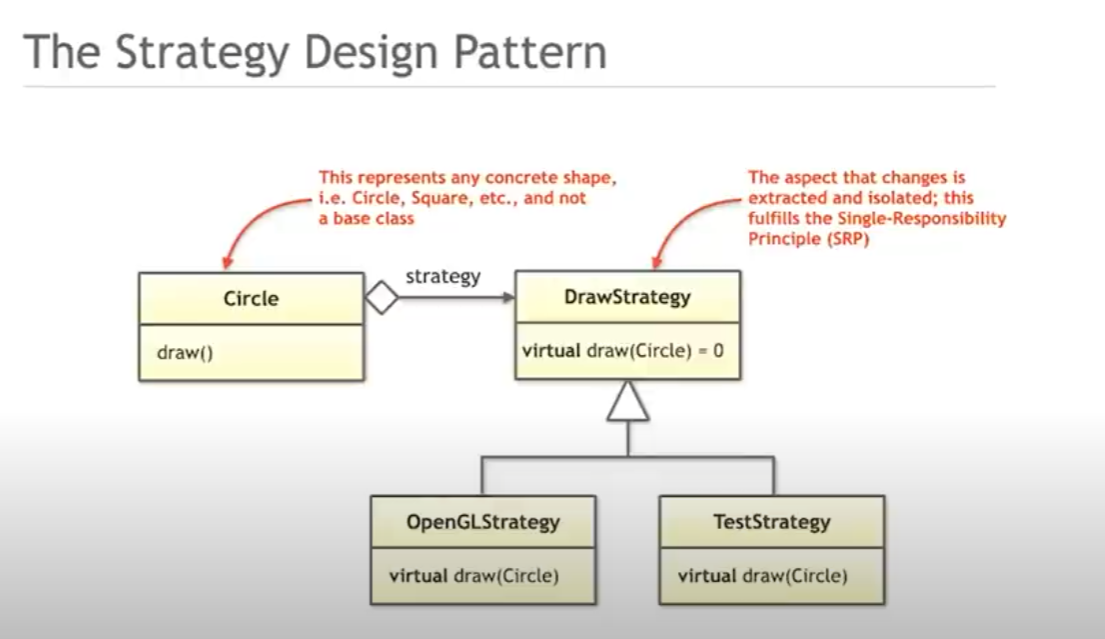 The Strategy Design Pattern
This represents any concrete shape,
i.e. Circle, Square, etc., and not
a base class
The aspect that changes is
extracted and isolated; this
fulfills the Single-Responsibility
Principle (SRP)
Circle
draw()
strategy
DrawStrategy
virtual draw(Circle) = 0
OpenGLStrategy
virtual draw(Circle)
TestStrategy
virtual draw(Circle)